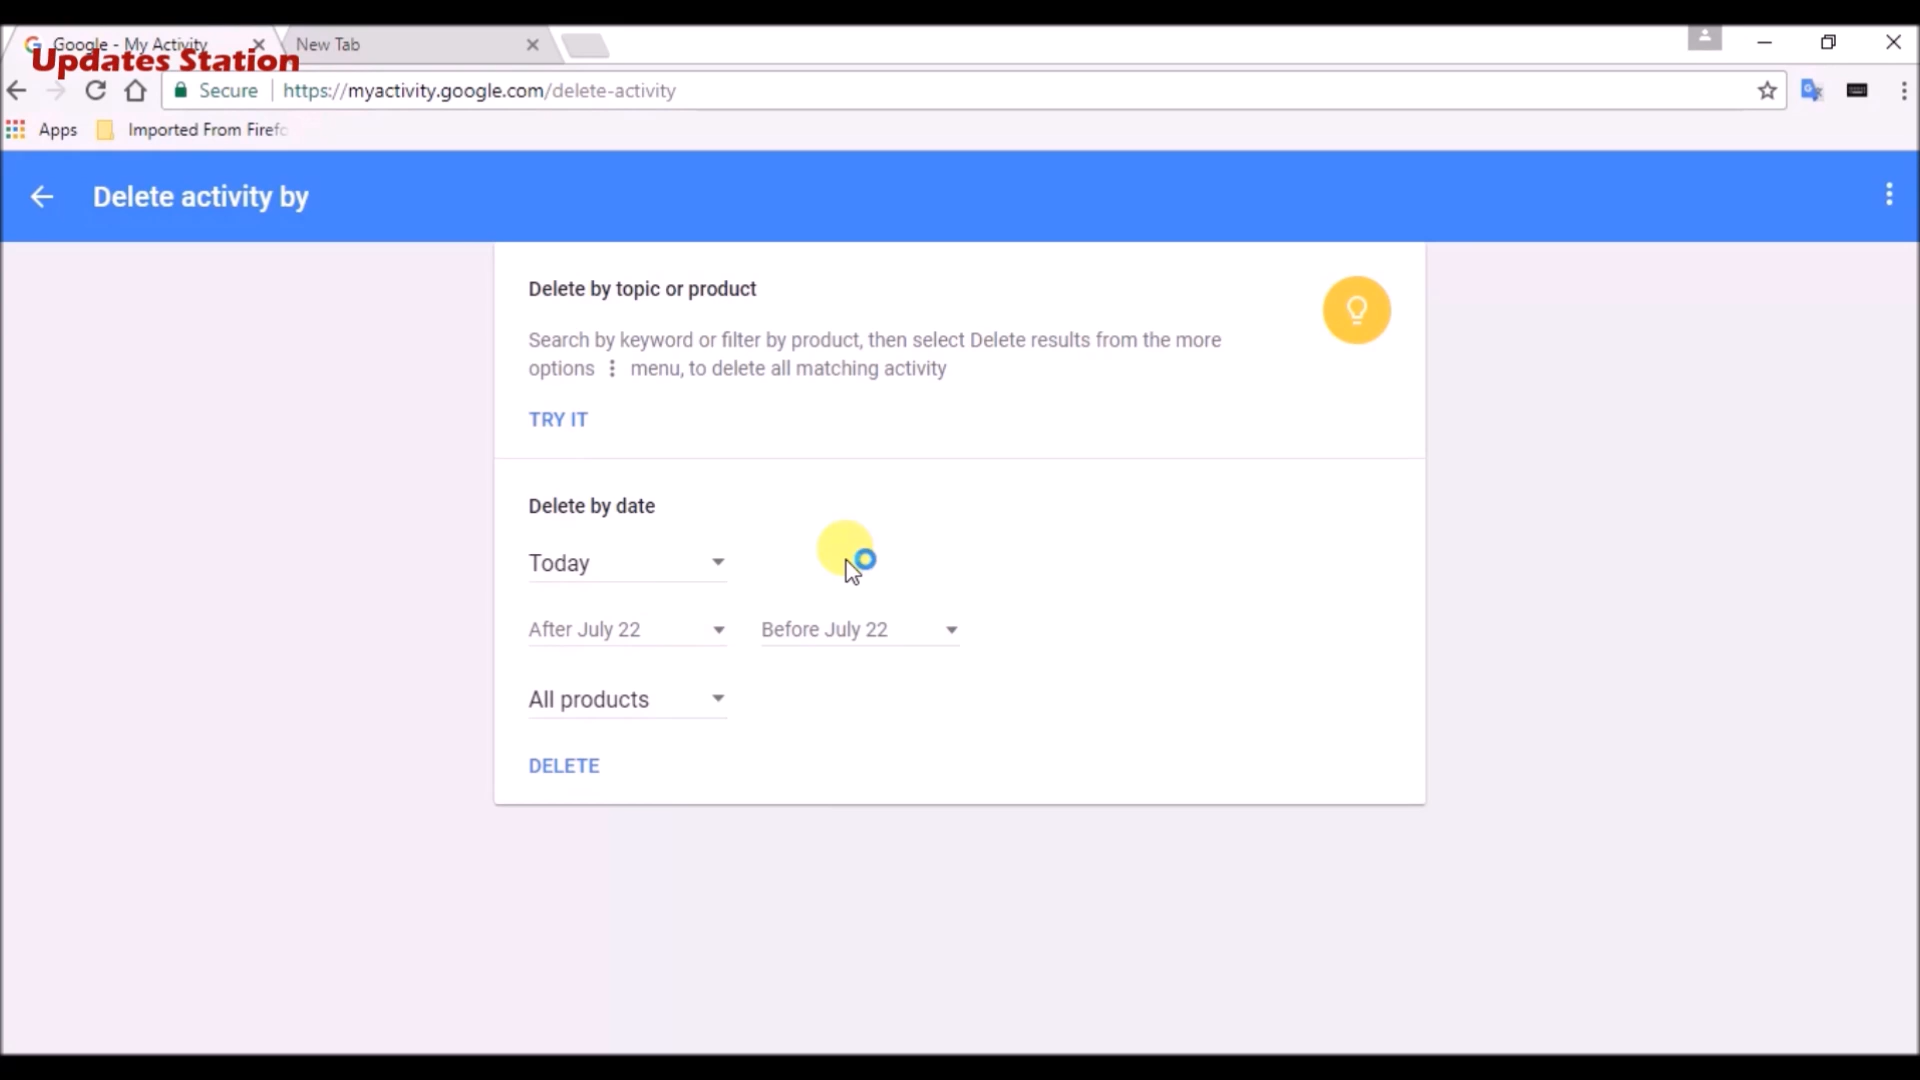 Google - My Activity
New Tab
Updates Station
Secure
https://myactivity.google.com/delete-activity
Apps
Imported From Firefo
Delete activity by
Delete by topic or product
Search by keyword or filter by product, then select Delete results from the more
options menu, to delete all matching activity
TRY IT
Delete by date
Today
After July 22
Before July 22
All products
DELETE